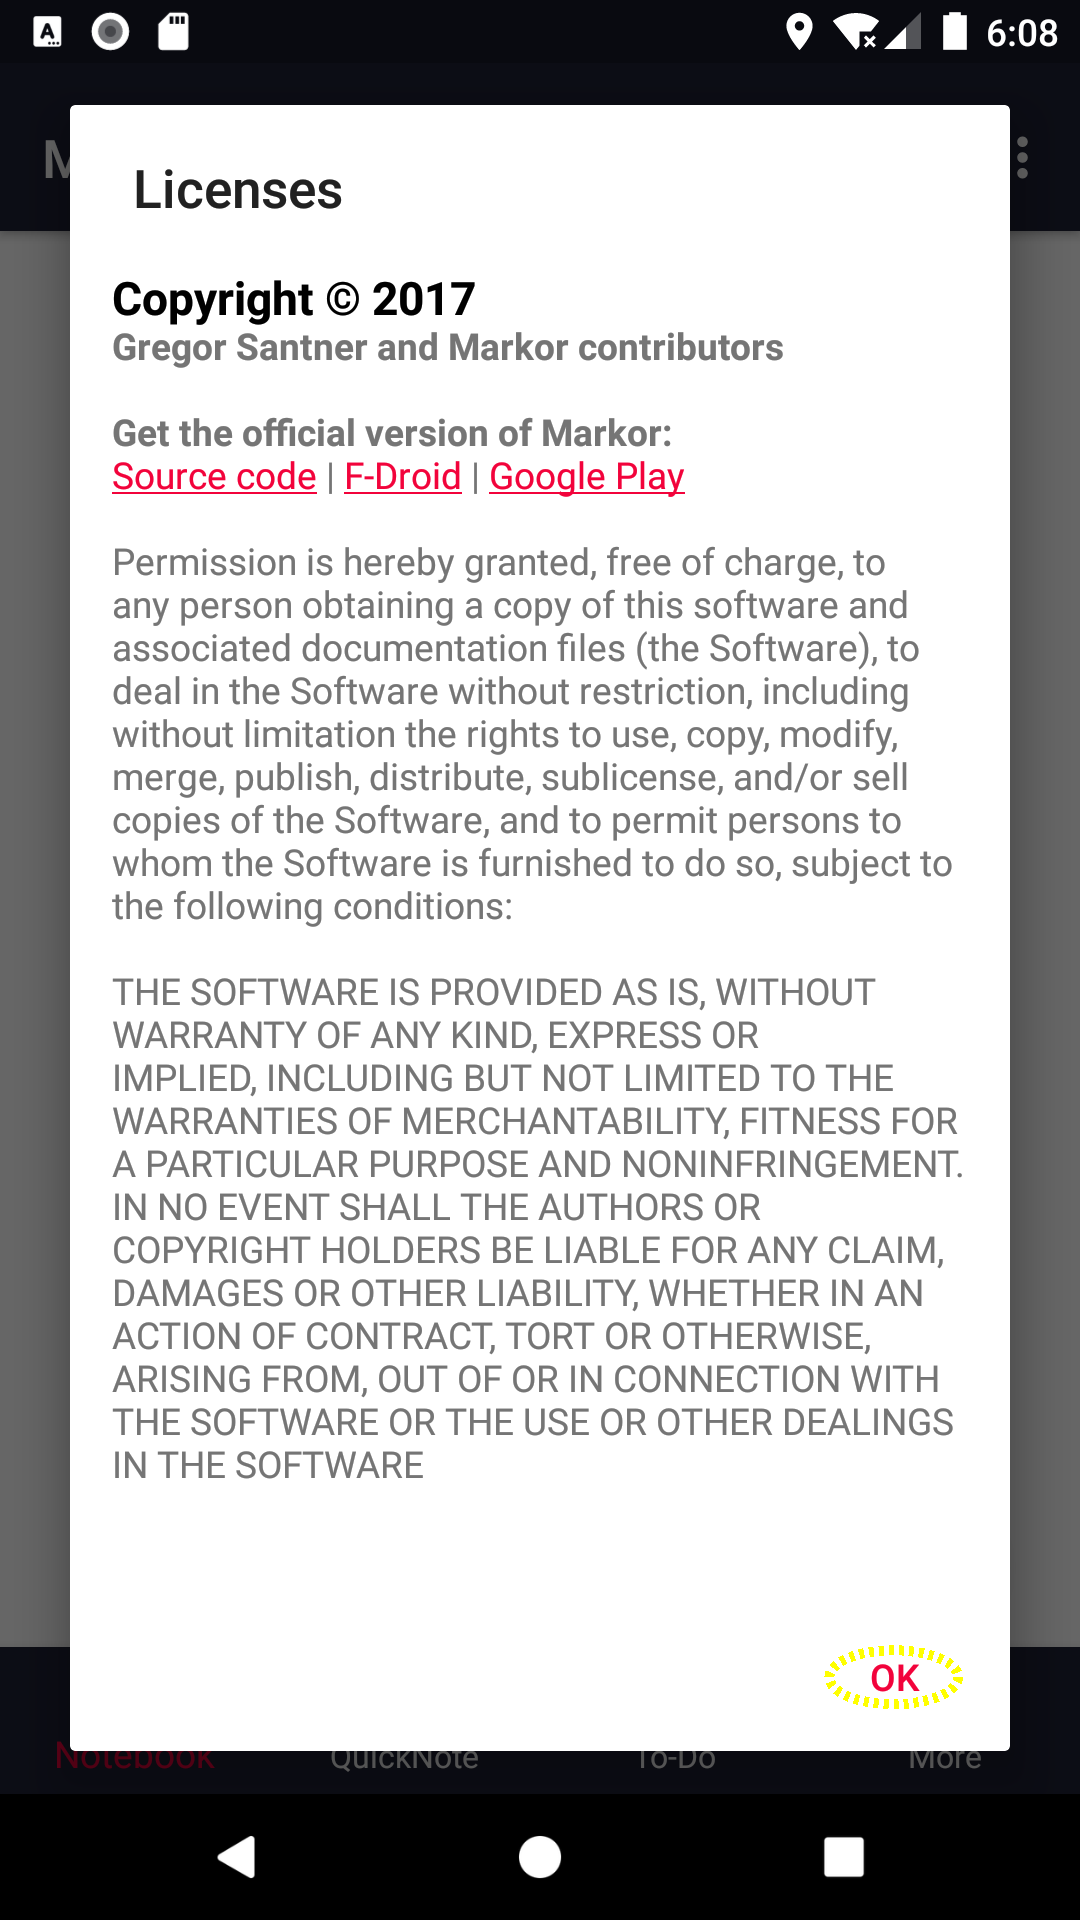 6:08
Licenses
Copyright © 2017
Gregor Santner and Markor contributors
Get the official version of Markor:
Source code | F-Droid | Google Play
Permission is hereby granted, free of charge, to
any person obtaining a copy of this software and
associated documentation files (the Software), to
deal in the Software without restriction, including
without limitation the rights to use, copy, modify,
merge, publish, distribute, sublicense, and/or sell
copies of the Software, and to permit persons to
whom the Software is furnished to do so, subject to
the following conditions:
THE SOFTWARE IS PROVIDED AS IS, WITHOUT
WARRANTY OF ANY KIND, EXPRESS OR
IMPLIED, INCLUDING BUT NOT LIMITED TO THE
WARRANTIES OF MERCHANTABILITY, FITNESS FOR
A PARTICULAR PURPOSE AND NONINFRINGEMENT.
IN NO EVENT SHALL THE AUTHORS OR
COPYRIGHT HOLDERS BE LIABLE FOR ANY CLAIM,
DAMAGES OR OTHER LIABILITY, WHETHER IN AN
ACTION OF CONTRACT, TORT OR OTHERWISE,
ARISING FROM, OUT OF OR IN CONNECTION WITH
THE SOFTWARE OR THE USE OR OTHER DEALINGS
IN THE SOFTWARE
OK
Notebook QuickNote To-Do More